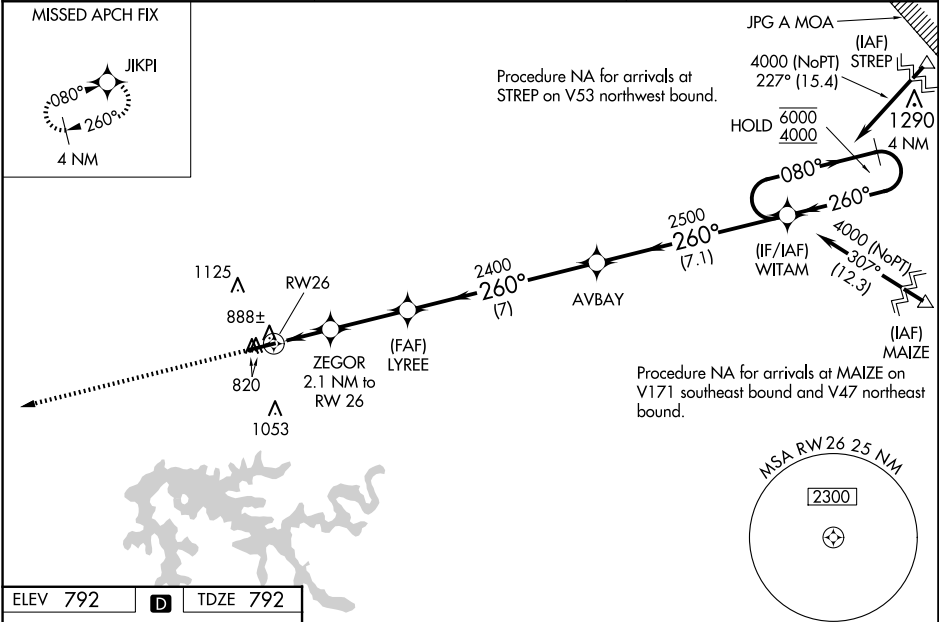 MISSED APCH FIX
JIKPI
080°
260°
4 NM
JPG A MOA
(IAF)
STREP
4000 (NoPT)
227° (15.4)
Procedure NA for arrivals at
STREP on V53 northwest bound.
1290
HOLD 6000
4000
4 NM
080°
260°
2500
260°
(7.1)
(IF/IAF)
WITAM
4000 (NoPT)
307°
(12.3)
(IAF)
MAIZE
AVBAY
2400
260°
(7)
1125
RW26
888±
(FAF)
LYREE
ZEGOR
2.1 NM to
RW 26
820
1053
Procedure NA for arrivals at MAIZE on
V171 southeast bound and V47 northeast
bound.
MSA RW 26 25 NM
2300
ELEV 792 D TDZE 792